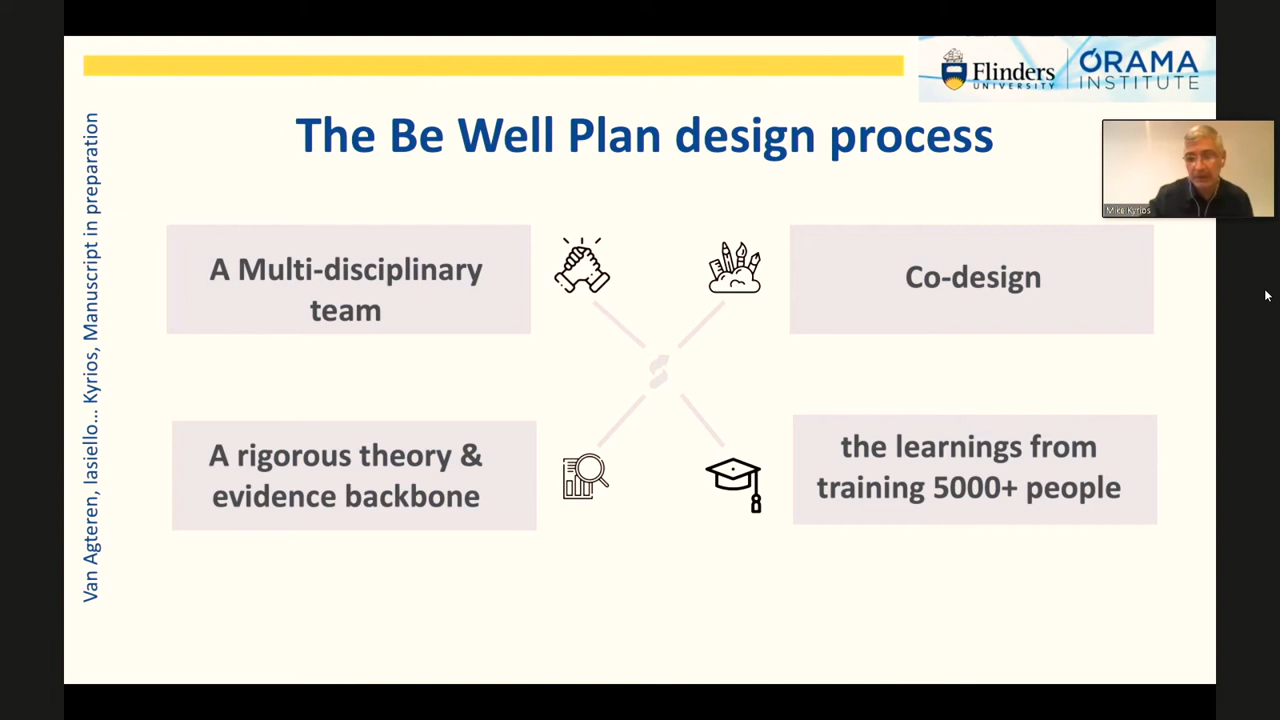 Flinders
UNIVERSITY
ÓRAMA
INSTITUTE
The Be Well Plan design process
Mike Kyrios
Van Agteren, Iasiello... Kyrios, Manuscript in preparation
A Multi-disciplinary
team
Co-design
A rigorous theory &
evidence backbone
the learnings from
training 5000+ people